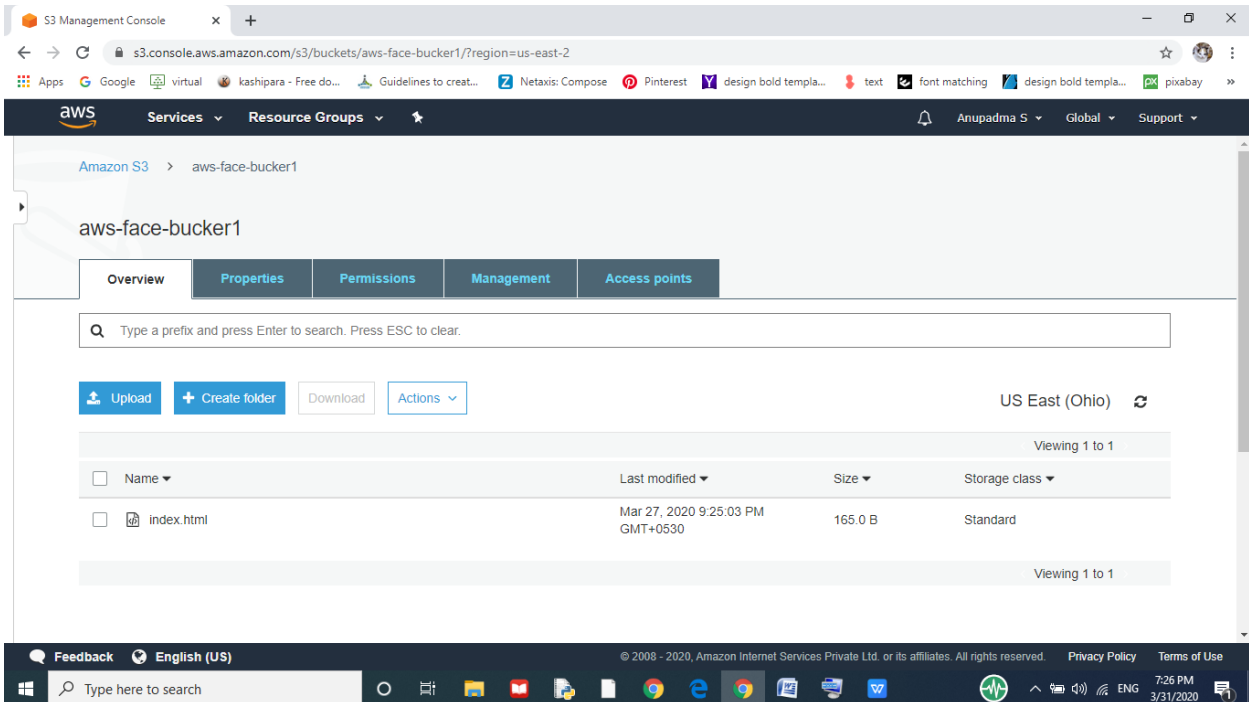 S3 Management Console
s3.console.aws.amazon.com/s3/buckets/aws-face-bucker1/?region=us-east-2
Apps Google virtual kashipara - Free do... Guidelines to creat... Netaxis: Compose Pinterest design bold templa... text font matching design bold templa... px pixabay »
aws Services Resource Groups Anupadma S Global Support
Amazon S3 > aws-face-bucker1
aws-face-bucker1
Overview Properties Permissions Management Access points
Type a prefix and press Enter to search. Press ESC to clear.
Upload + Create folder Download Actions US East (Ohio)
Viewing 1 to 1
Name Last modified Size Storage class
index.html Mar 27, 2020 9:25:03 PM 165.0 B Standard
GMT+0530
Viewing 1 to 1
Feedback English (US) © 2008 - 2020, Amazon Internet Services Private Ltd. or its affiliates. All rights reserved. Privacy Policy Terms of Use
Type here to search ENG 7:26 PM
3/31/2020